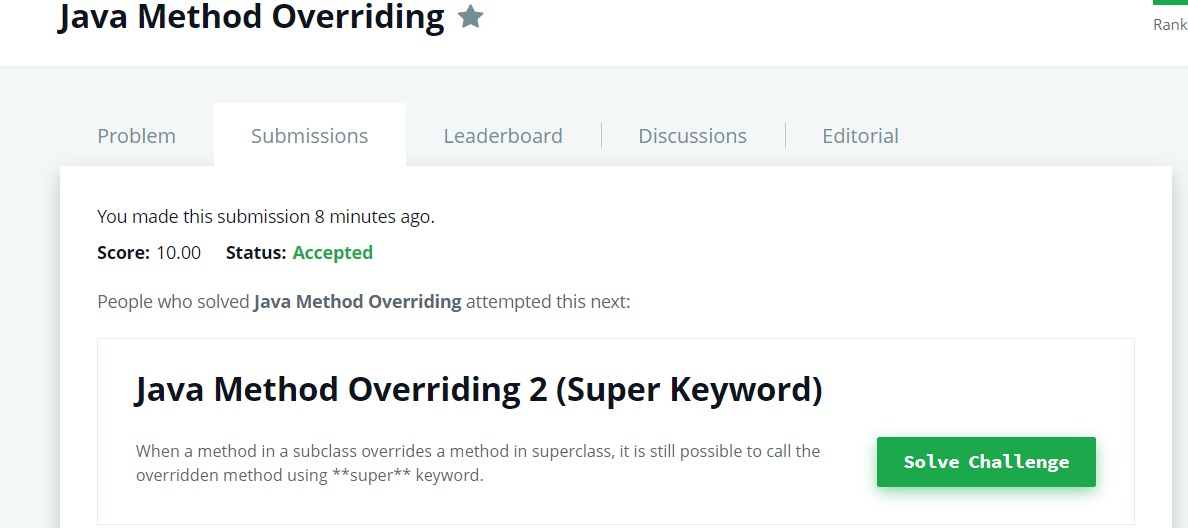 Java Method Overriding
Rank
Problem
Submissions
Leaderboard
Discussions
Editorial
You made this submission 8 minutes ago.
Score: 10.00 Status: Accepted
People who solved Java Method Overriding attempted this next:
Java Method Overriding 2 (Super Keyword)
When a method in a subclass overrides a method in superclass, it is still possible to call the
overridden method using **super** keyword.
Solve Challenge